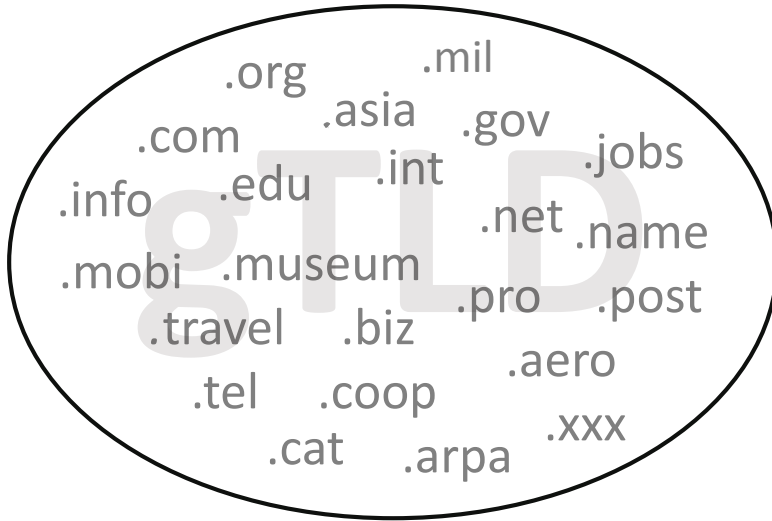 .org
.mil
.asia
.gov
.com
.jobs
.int
.edu
.info
.net
.name
.museum
.mobi
.pro
.post
.travel
.biz
.aero
.tel
.coop
.xxx
.cat
.arpa
gTLD